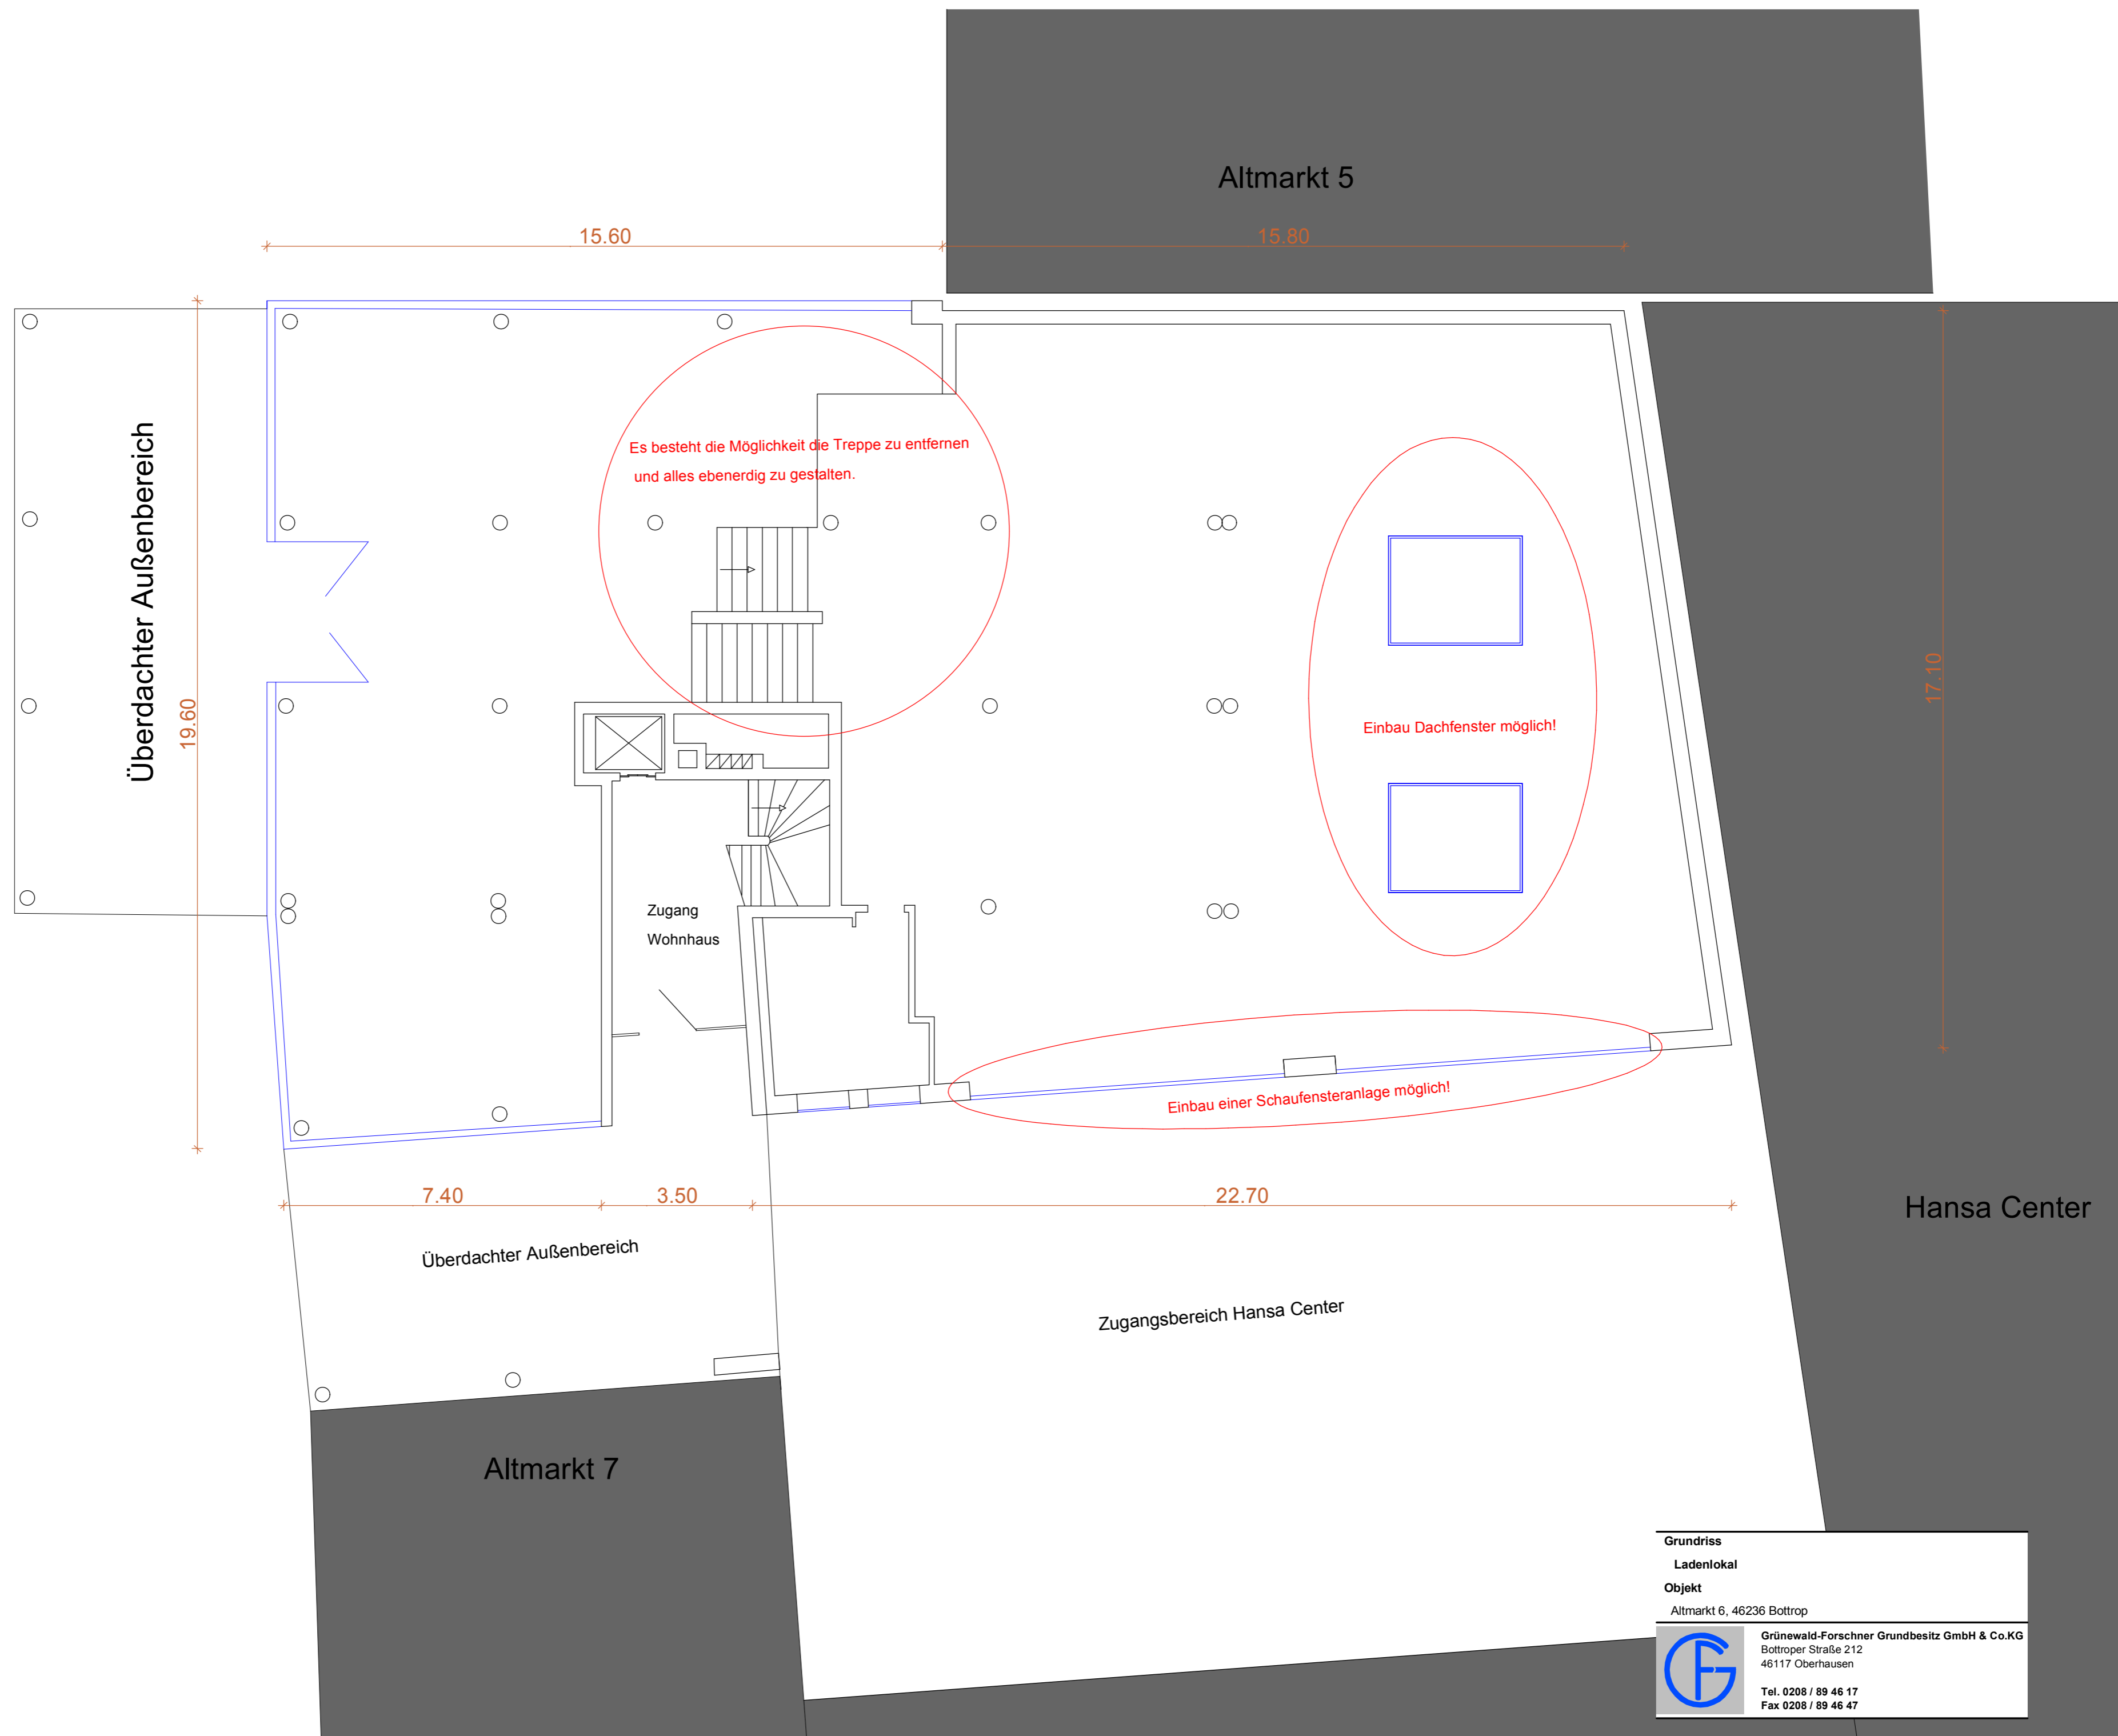 Altmarkt 5
15.60
15.80
Überdachter Außenbereich
19.60
Es besteht die Möglichkeit die Treppe zu entfernen
und alles ebenerdig zu gestalten.
17.10
Einbau Dachfenster möglich!
Zugang
Wohnhaus
Einbau einer Schaufensteranlage möglich!
7.40
3.50
22.70
Hansa Center
Überdachter Außenbereich
Zugangsbereich Hansa Center
Altmarkt 7
Grundriss
Ladenlokal
Objekt
Altmarkt 6, 46236 Bottrop
Grünewald-Forschner Grundbesitz GmbH & Co.KG
Bottroper Straße 212
46117 Oberhausen
Tel. 0208 / 89 46 17
Fax 0208 / 89 46 47